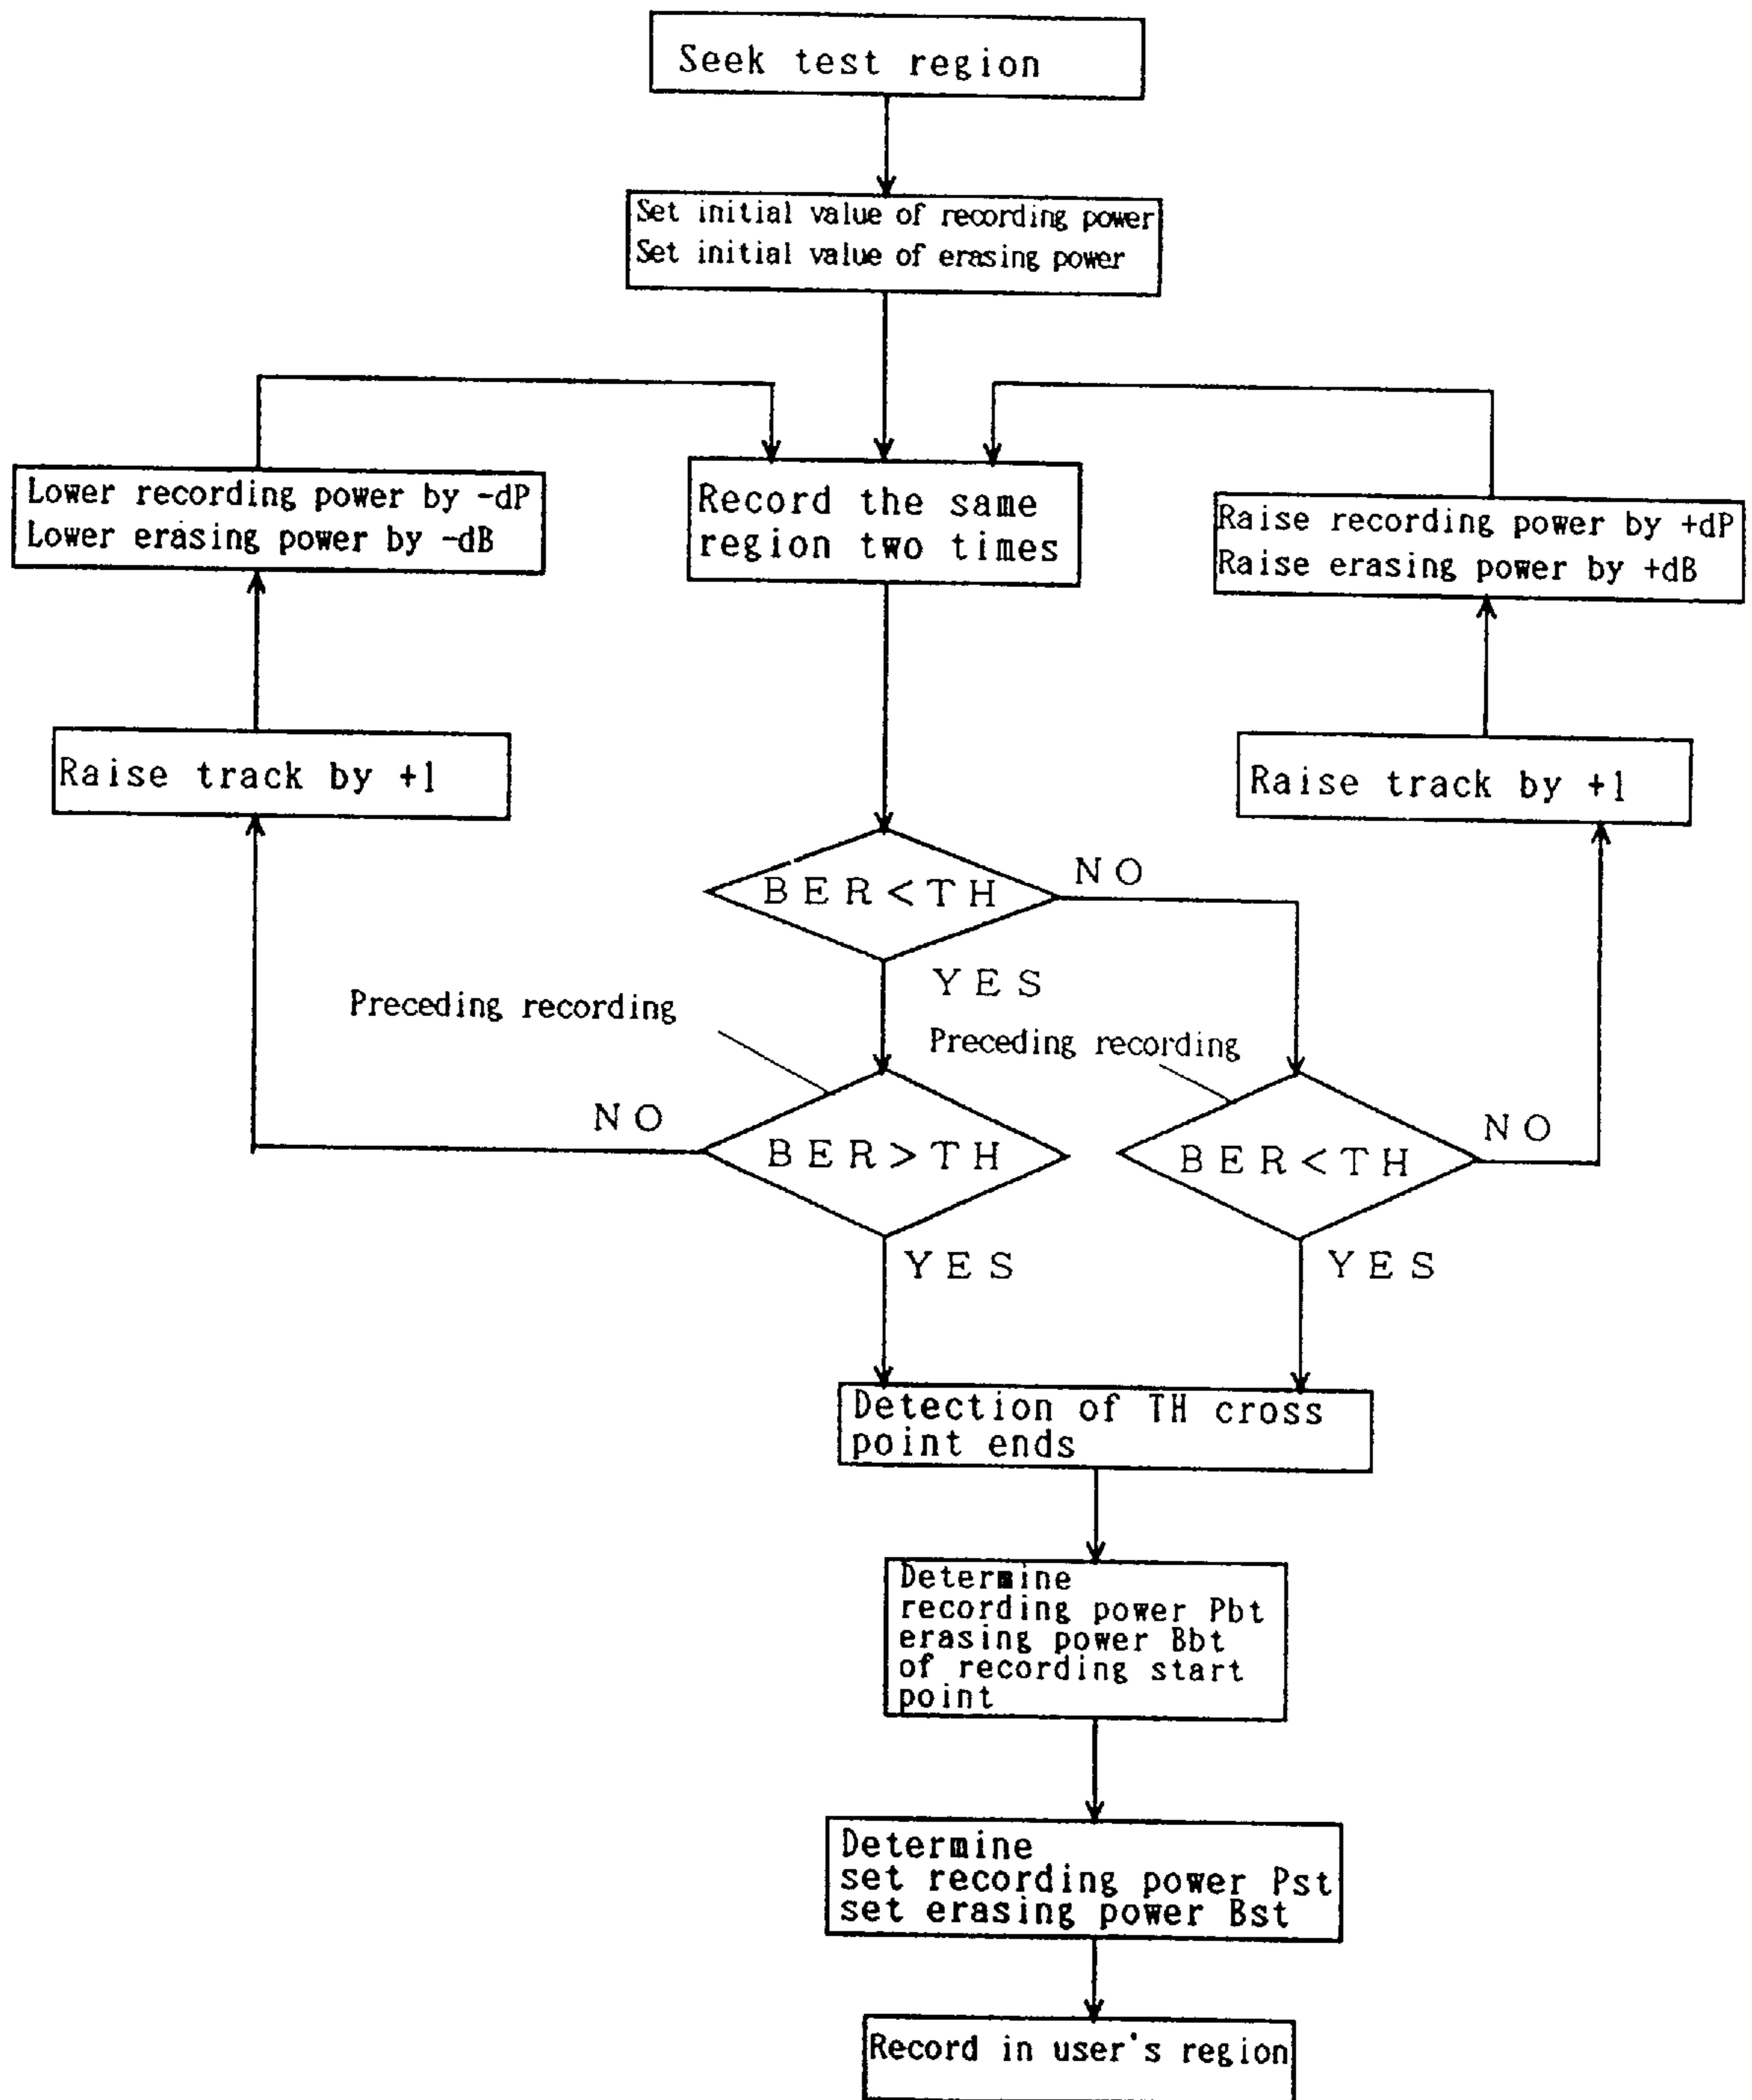 Seek test region
Set initial value of recording power
Set initial value of erasing power
Lower recording power by -dP
Lower erasing power by -dB
Record the same
region two times
Raise recording power by +dP
Raise erasing power by +dB
Raise track by +1
Raise track by +1
BER<TH
NO
YES
Preceding recording
Preceding recording
NO
BER>TH
BER<TH
NO
YES
YES
Detection of TH cross
point ends
Determine
recording power Pbt
erasing power Bbt
of recording start
point
Determine
set recording power Pst
set erasing power Bst
Record in user's region